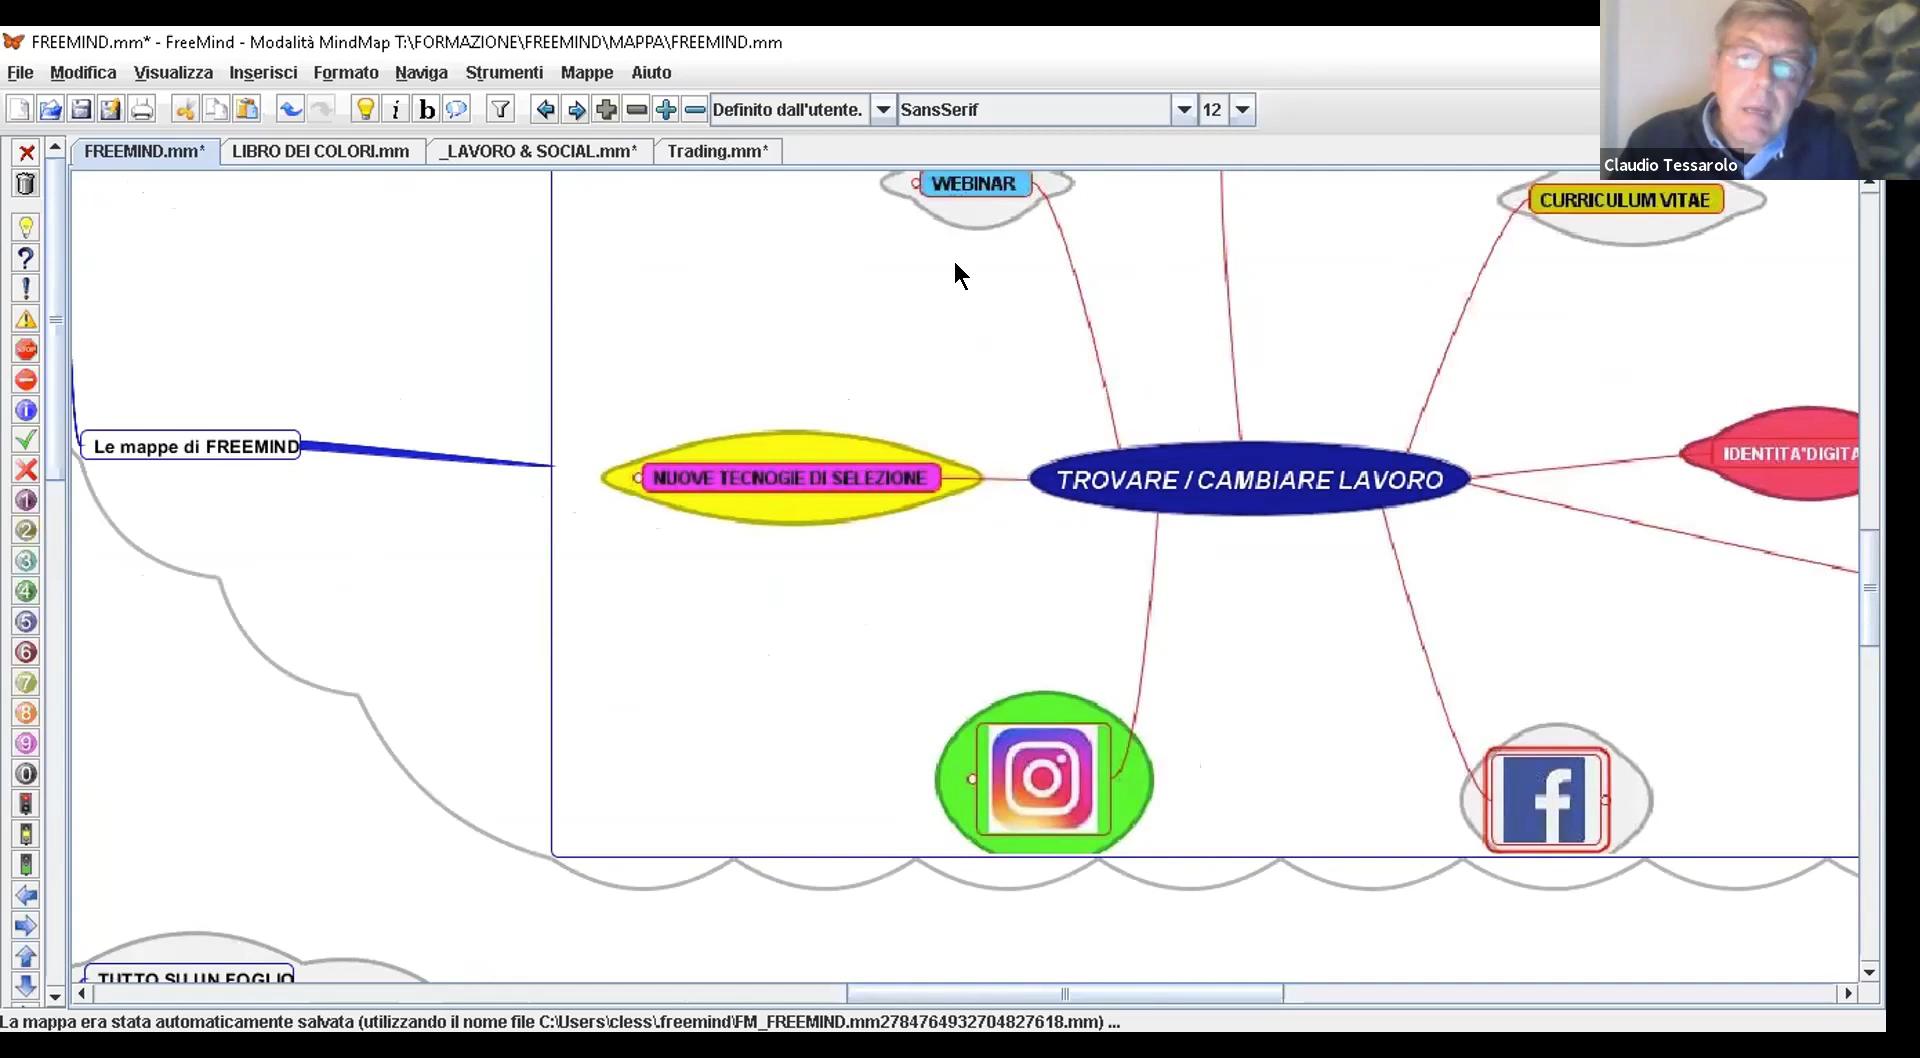 FREEMIND.mm* - FreeMind - Modalità MindMap T:\FORMAZIONE\FREEMIND\MAPPA\FREEMIND.mm
File Modifica Visualizza Inserisci Formato Naviga Strumenti Mappe Aiuto
Definito dall'utente. SansSerif 12
Claudio Tessarolo
FREEMIND.mm* LIBRO DEI COLORI.mm _LAVORO & SOCIAL.mm* Trading.mm*
WEBINAR
CURRICULUM VITAE
Le mappe di FREEMIND
NUOVE TECNOGIE DI SELEZIONE
TROVARE / CAMBIARE LAVORO
IDENTITA'DIGITA
TUTTO SU UN FOGLIO
La mappa era stata automaticamente salvata (utilizzando il nome file C:\Users\cless\.freemind\FM_FREEMIND.mm2784764932704827618.mm) ...